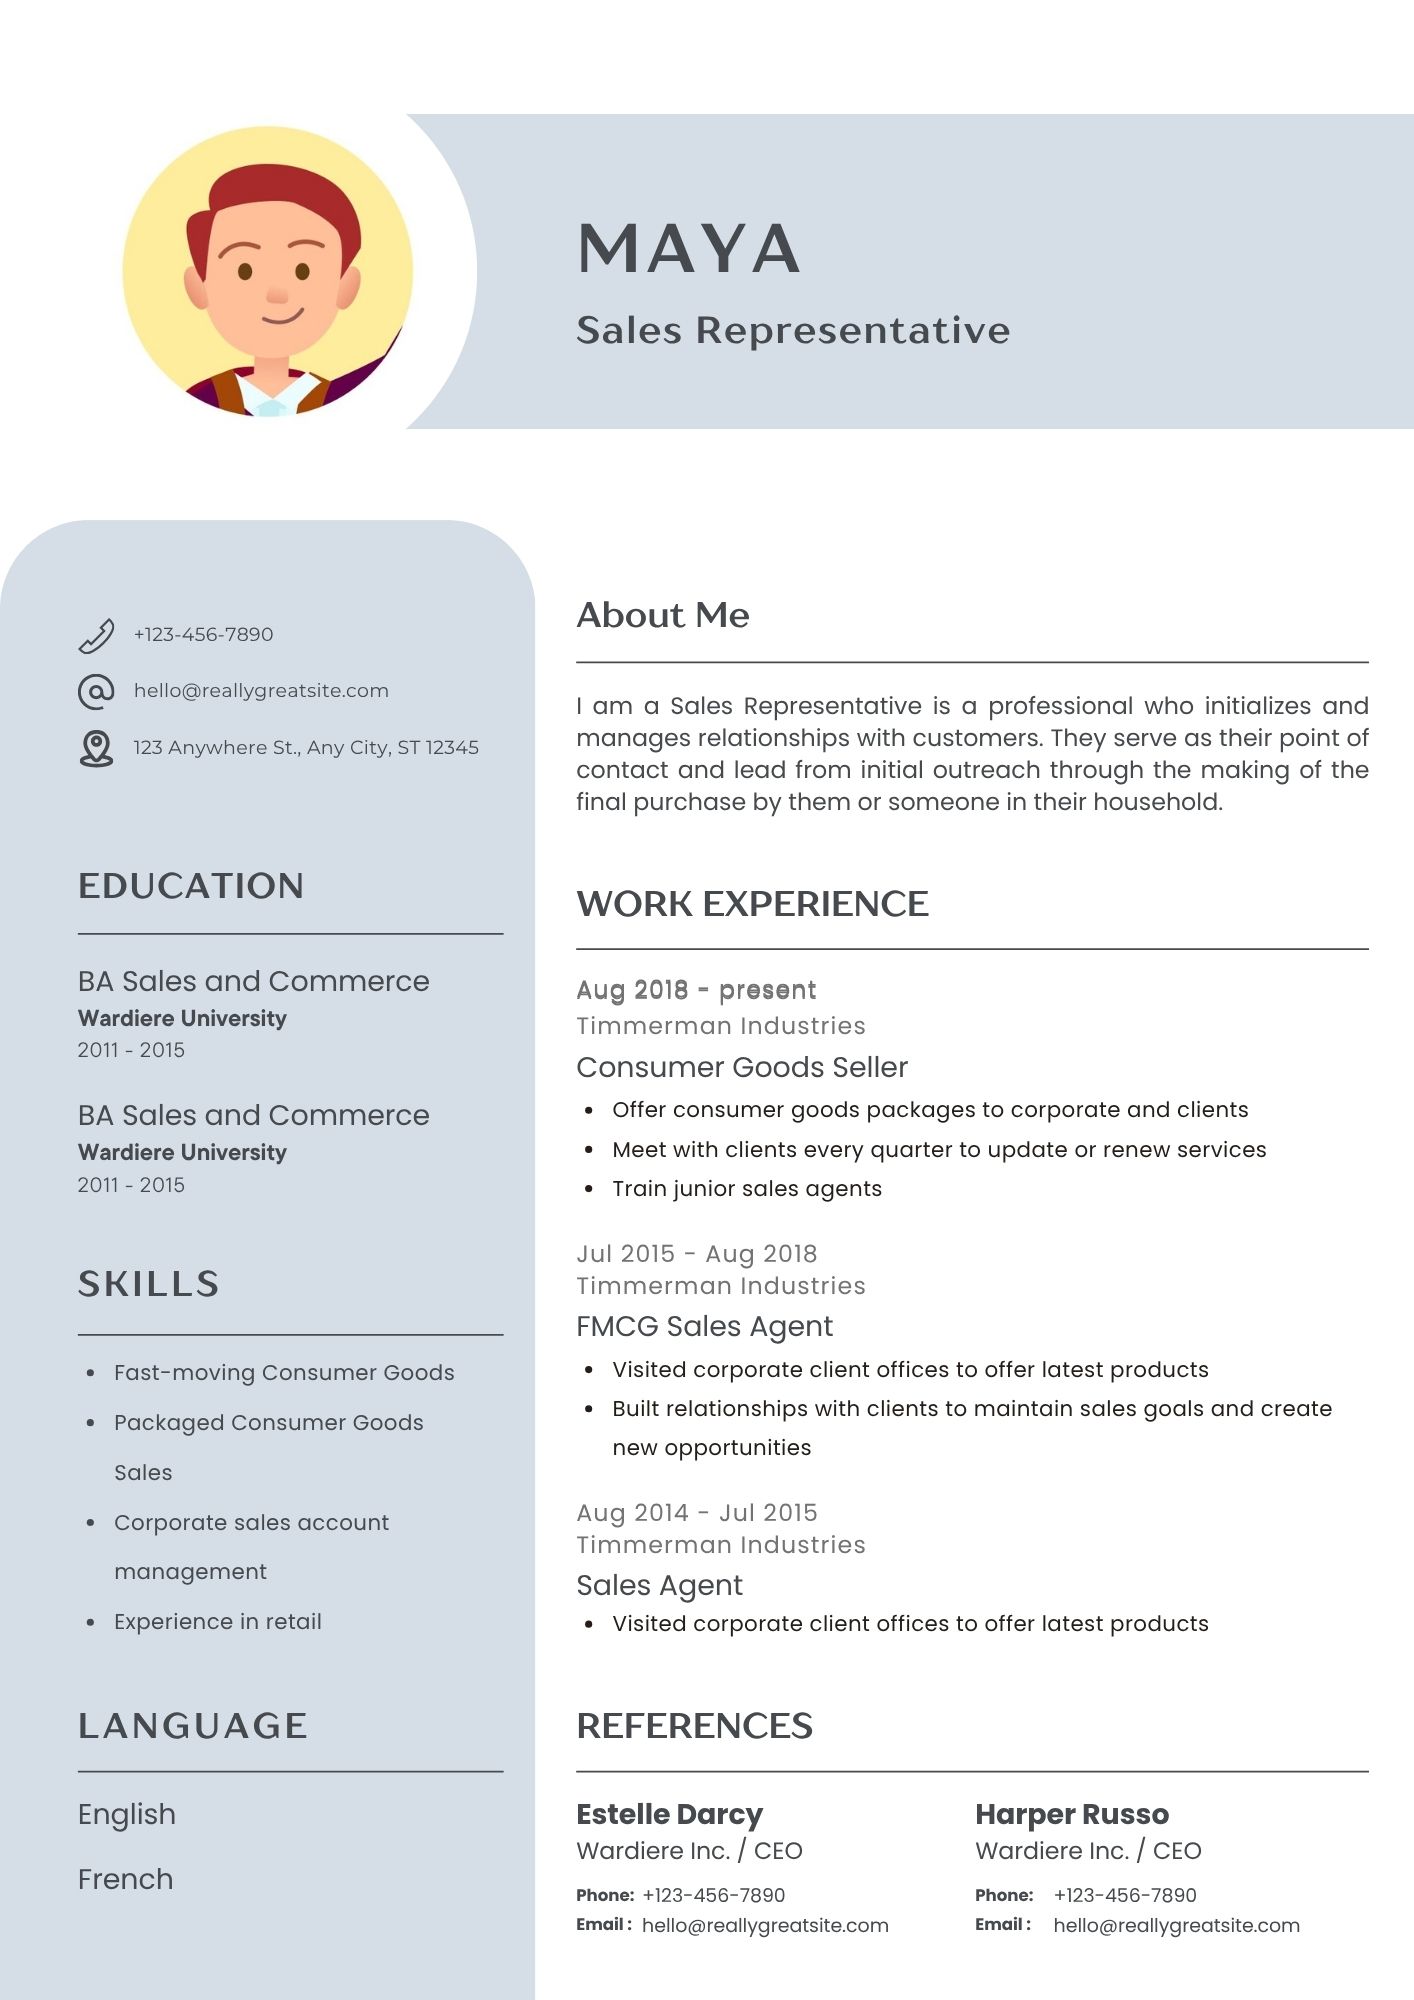 MAYA
Sales Representative
+123-456-7890
hello@reallygreatsite.com
123 Anywhere St., Any City, ST 12345
EDUCATION
BA Sales and Commerce
Wardiere University
2011 - 2015
BA Sales and Commerce
Wardiere University
2011 - 2015
SKILLS
• Fast-moving Consumer Goods
• Packaged Consumer Goods
Sales
• Corporate sales account
management
• Experience in retail
LANGUAGE
English
French
About Me
I am a Sales Representative is a professional who initializes and
manages relationships with customers. They serve as their point of
contact and lead from initial outreach through the making of the
final purchase by them or someone in their household.
WORK EXPERIENCE
Aug 2018 - present
Timmerman Industries
Consumer Goods Seller
• Offer consumer goods packages to corporate and clients
• Meet with clients every quarter to update or renew services
• Train junior sales agents
Jul 2015 - Aug 2018
Timmerman Industries
FMCG Sales Agent
• Visited corporate client offices to offer latest products
• Built relationships with clients to maintain sales goals and create
new opportunities
Aug 2014 - Jul 2015
Timmerman Industries
Sales Agent
• Visited corporate client offices to offer latest products
REFERENCES
Estelle Darcy
Wardiere Inc. / CEO
Phone: +123-456-7890
Email : hello@reallygreatsite.com
Harper Russo
Wardiere Inc. / CEO
Phone: +123-456-7890
Email : hello@reallygreatsite.com